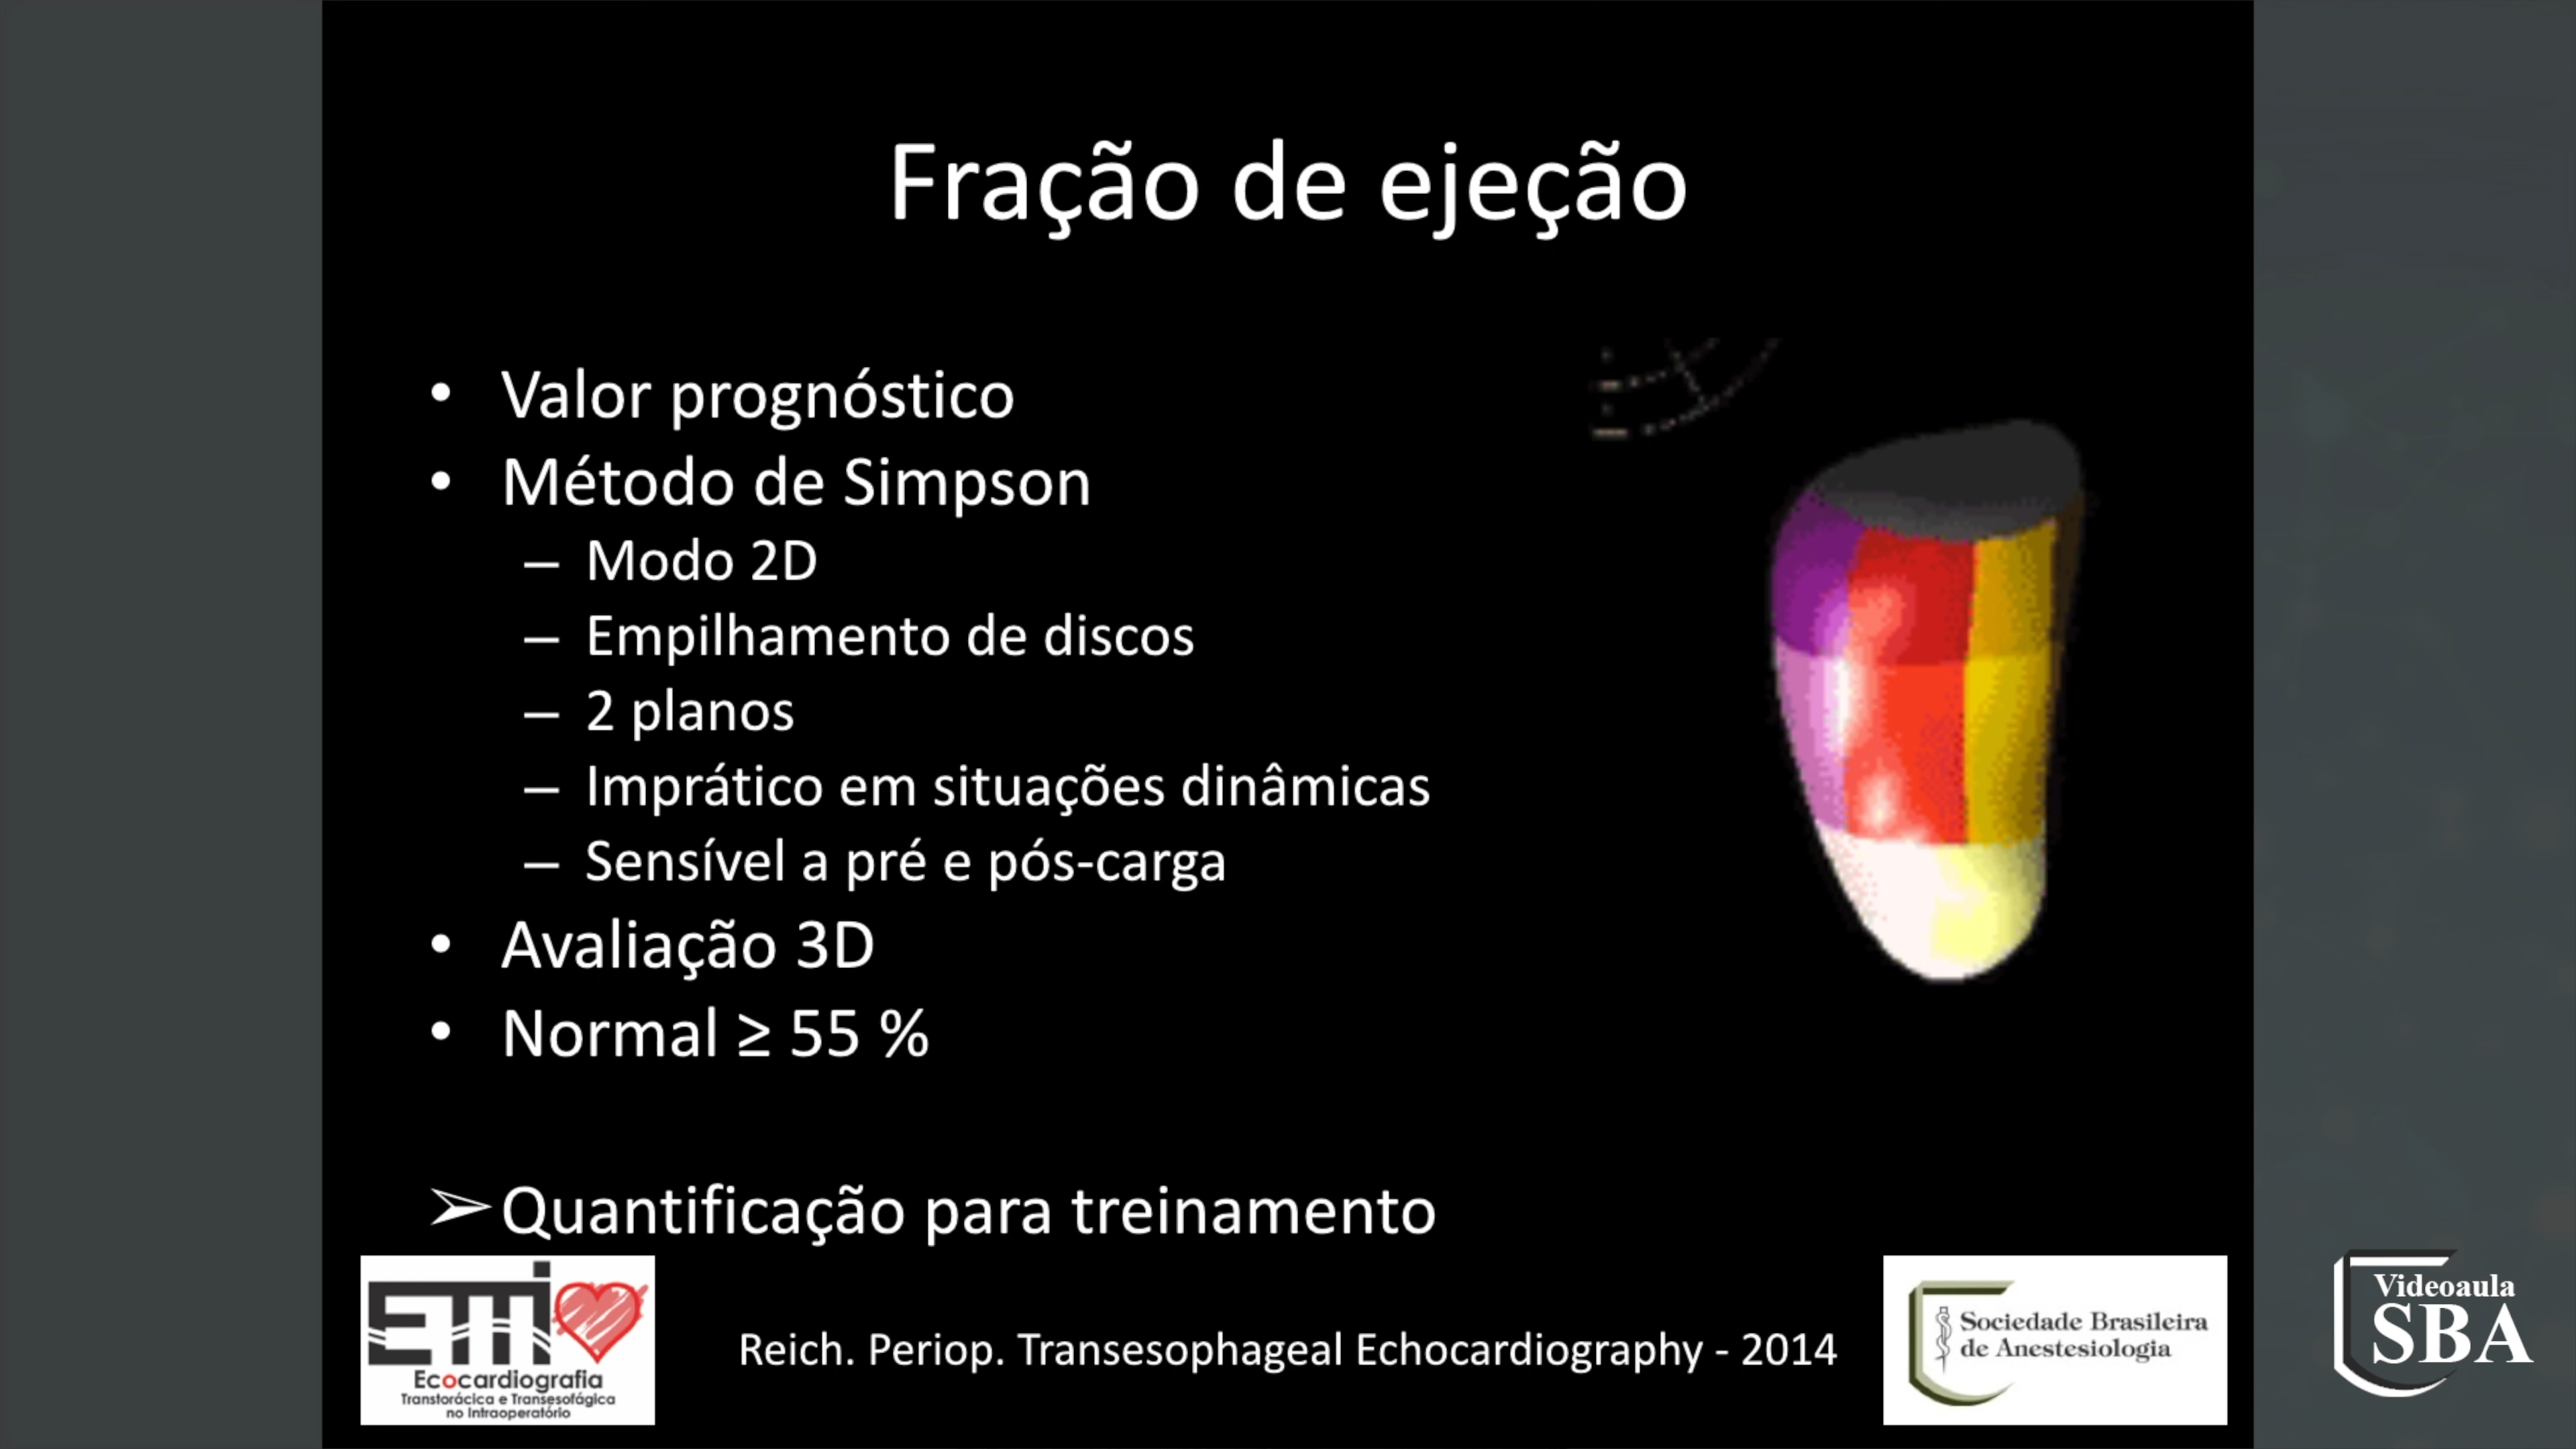 Fração de ejeção
• Valor prognóstico
• Método de Simpson
– Modo 2D
– Empilhamento de discos
– 2 planos
– Imprático em situações dinâmicas
– Sensível a pré e pós-carga
• Avaliação 3D
• Normal ≥ 55 %
➢ Quantificação para treinamento
ETTI
Ecocardiografia
Transtorácica e Transesofágica
no Intraoperatório
Reich. Periop. Transesophageal Echocardiography - 2014
Sociedade Brasileira
de Anestesiologia
Videoaula
SBA